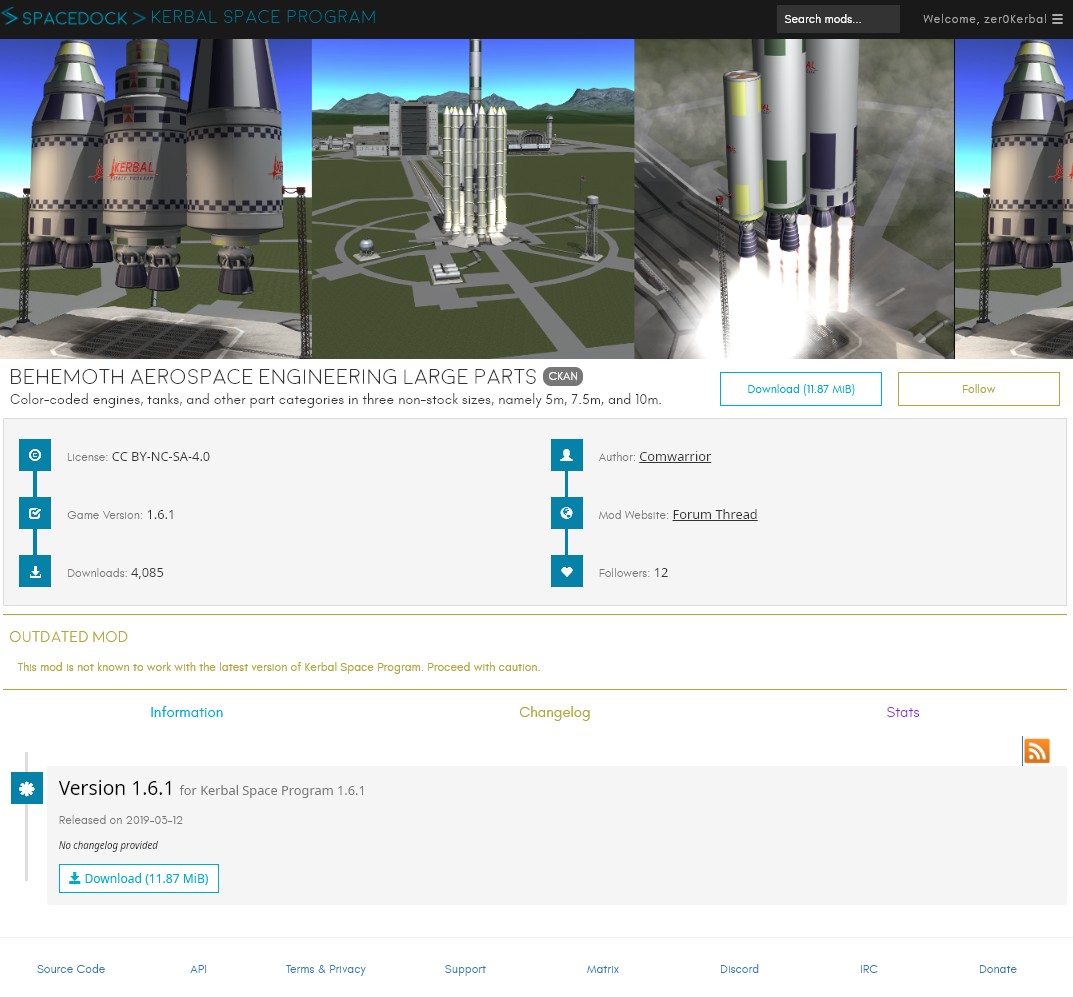 SPACEDOCK > KERBAL SPACE PROGRAM
Search mods...
Welcome, zer0Kerbal
KERBAL
SPACE PROGRAM
BEHEMOTH AEROSPACE ENGINEERING LARGE PARTS CKAN
Color-coded engines, tanks, and other part categories in three non-stock sizes, namely 5m, 7.5m, and 10m.
Download (11.87 MiB)
Follow
License: CC BY-NC-SA-4.0
Author: Comwarrior
Game Version: 1.6.1
Mod Website: Forum Thread
Downloads: 4,085
Followers: 12
OUTDATED MOD
This mod is not known to work with the latest version of Kerbal Space Program. Proceed with caution.
Information
Changelog
Stats
Version 1.6.1 for Kerbal Space Program 1.6.1
Released on 2019-03-12
No changelog provided
Download (11.87 MiB)
Source Code
API
Terms & Privacy
Support
Matrix
Discord
IRC
Donate